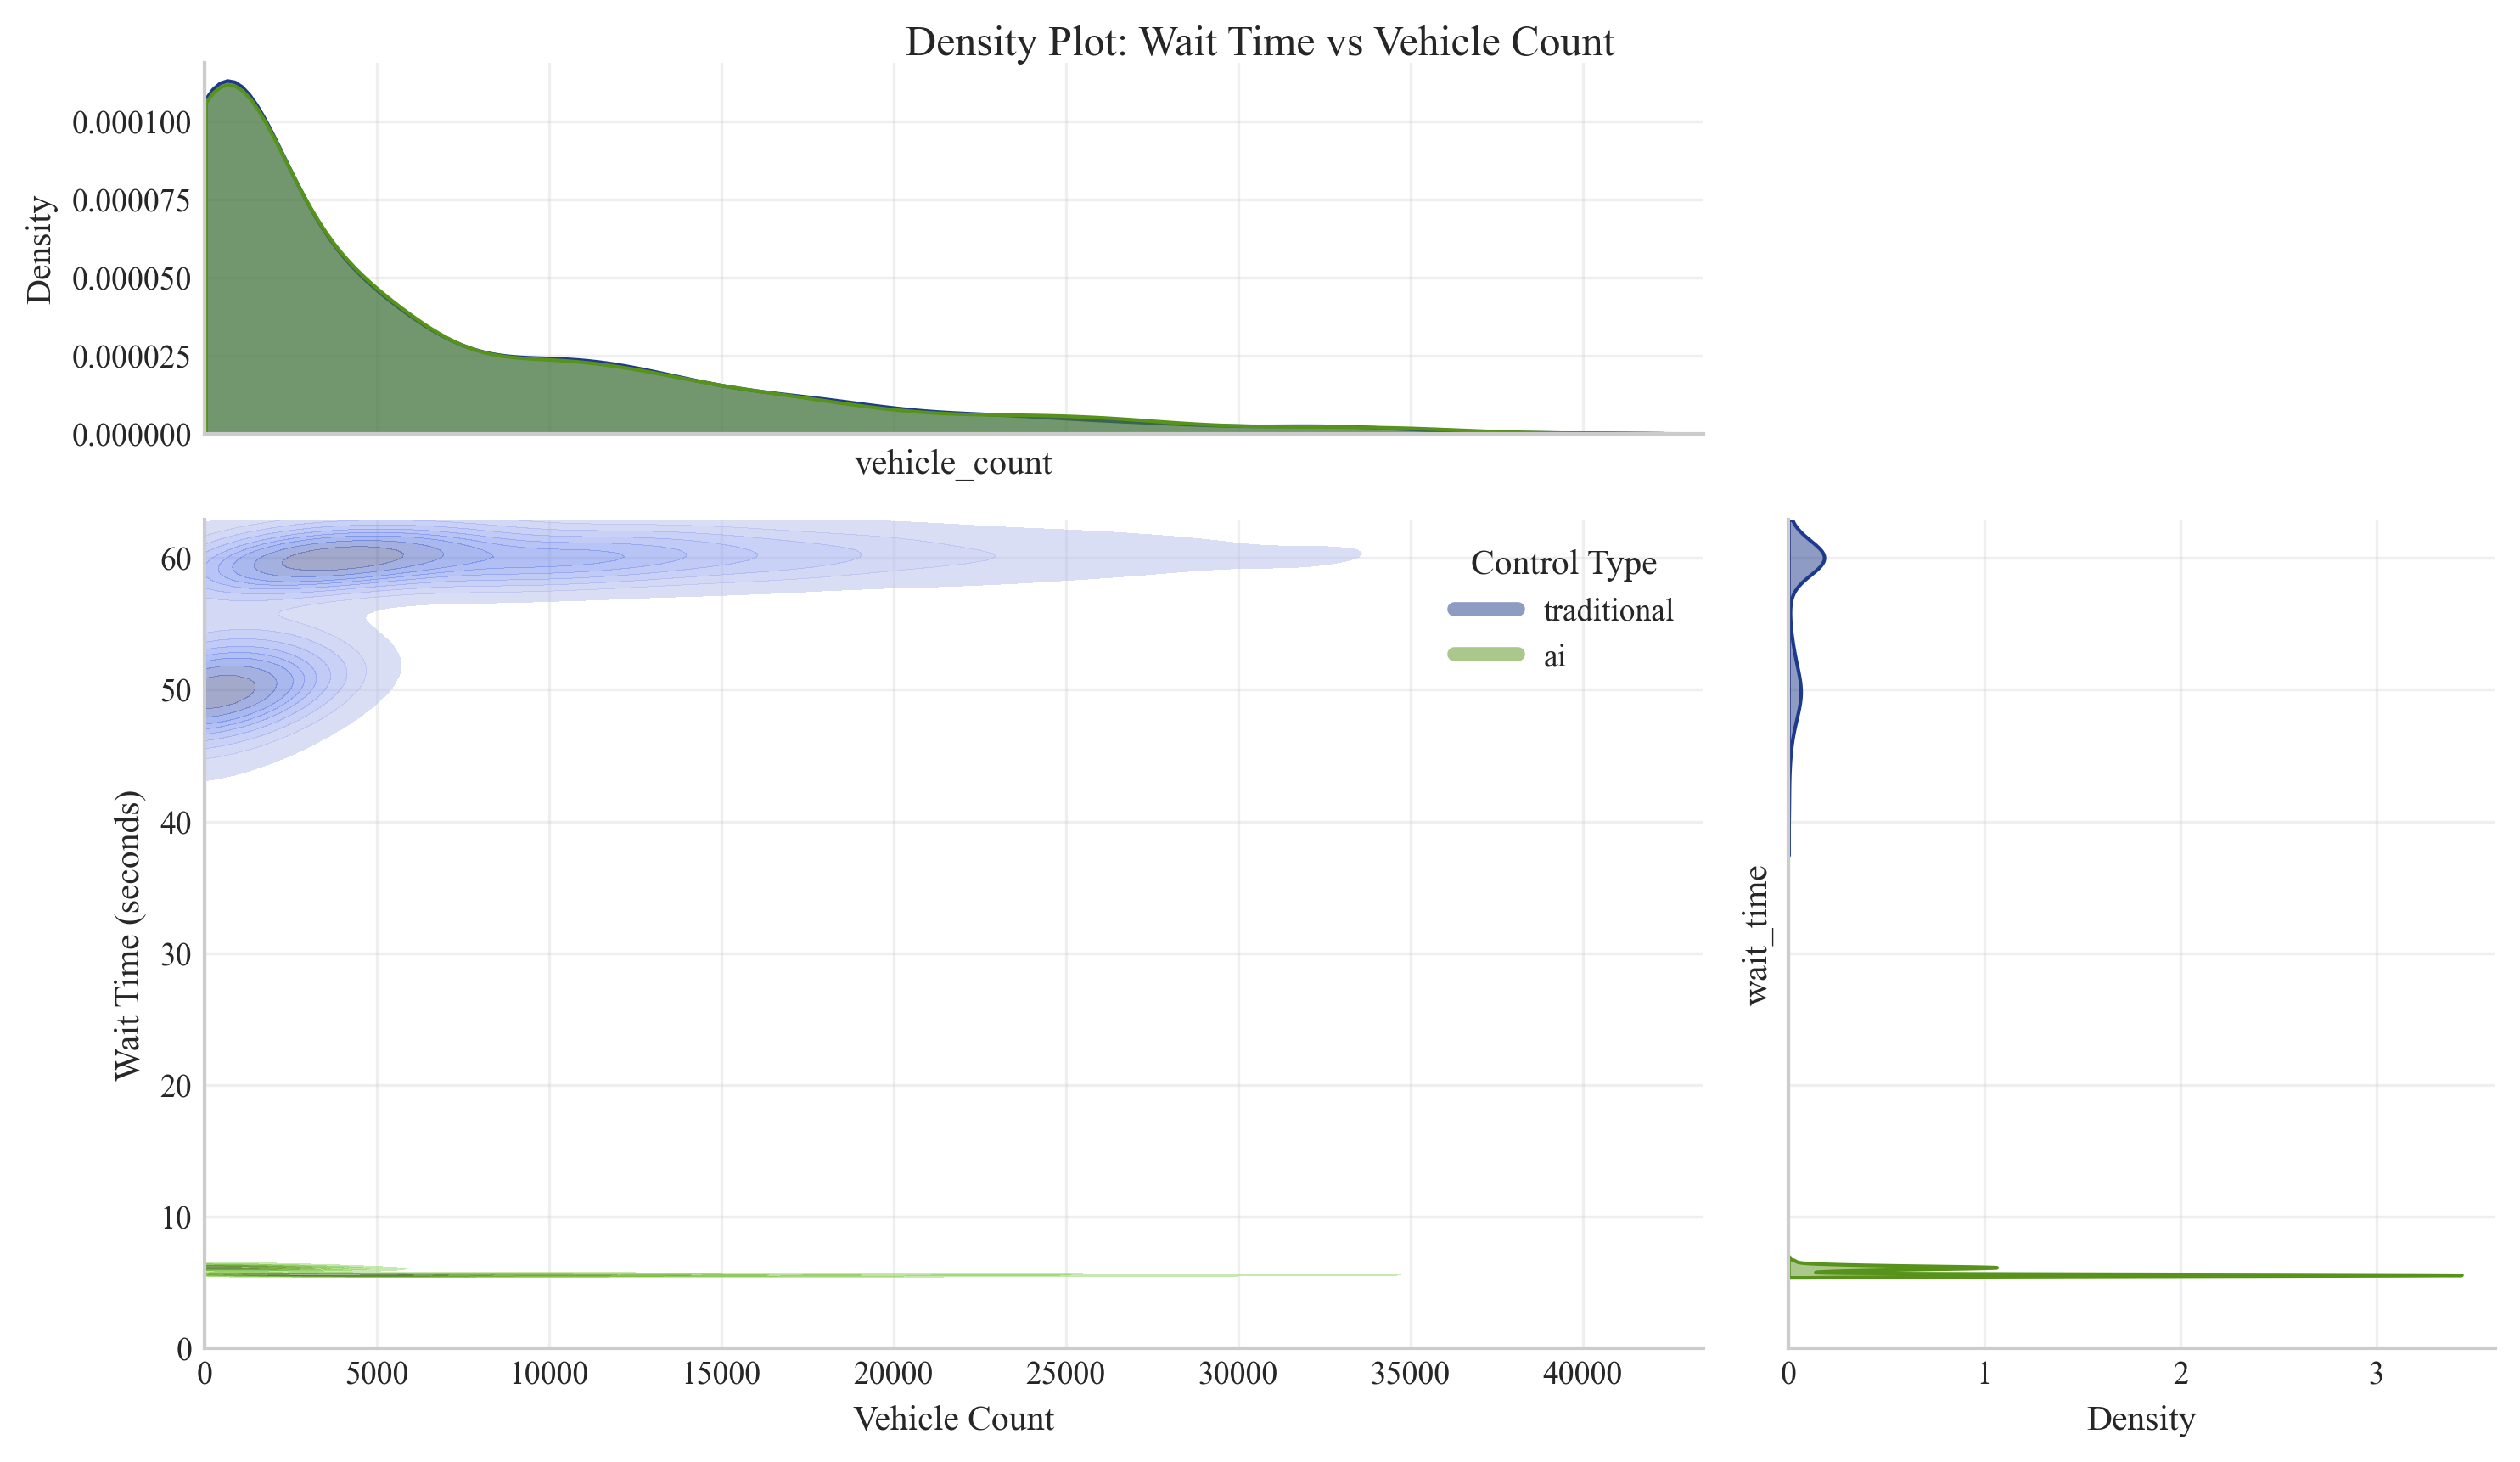 Density Plot: Wait Time vs Vehicle Count
Density
0.000100
0.000075
0.000050
0.000025
0.000000
vehicle_count
Wait Time (seconds)
60
50
40
30
20
10
0
0 5000 10000 15000 20000 25000 30000 35000 40000
Vehicle Count
Control Type
traditional
ai
wait_time
0 1 2 3
Density